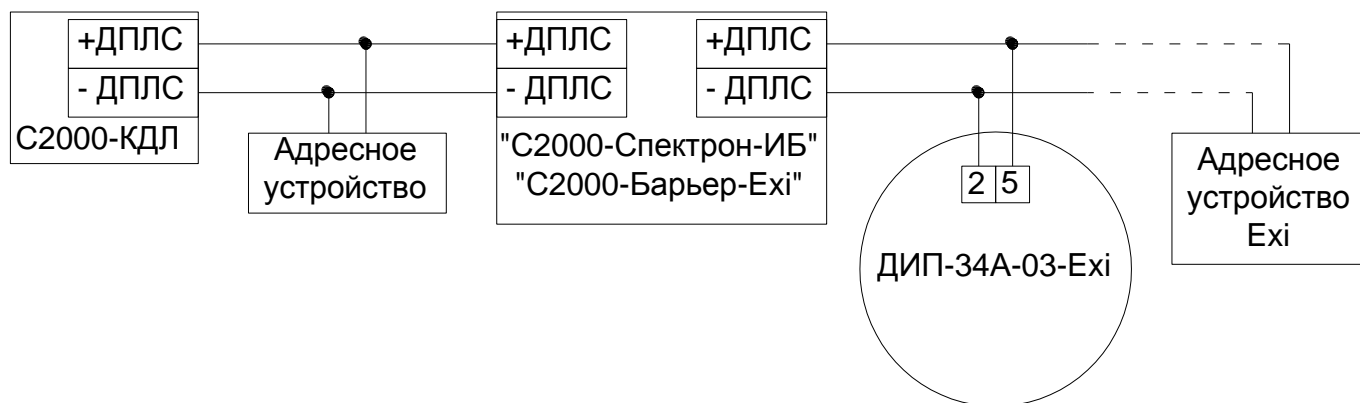 +ДПЛС
- ДПЛС
С2000-КДЛ
Адресное
устройство
+ДПЛС
- ДПЛС
+ДПЛС
- ДПЛС
"С2000-Спектрон-ИБ"
"С2000-Барьер-Exi"
2 5
ДИП-34А-03-Exi
Адресное
устройство
Exi